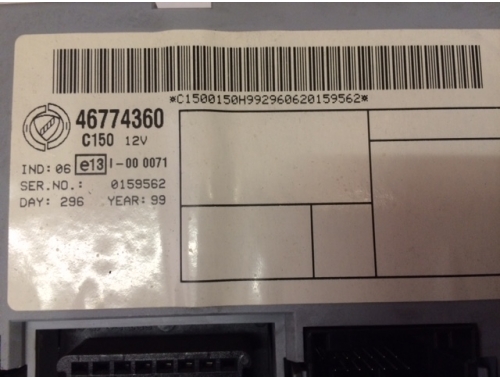 *C1500150H992960620159562*
46774360
C150 12V
IND: 06 e13 I-00 0071
SER.NO.: 0159562
DAY: 296 YEAR: 99